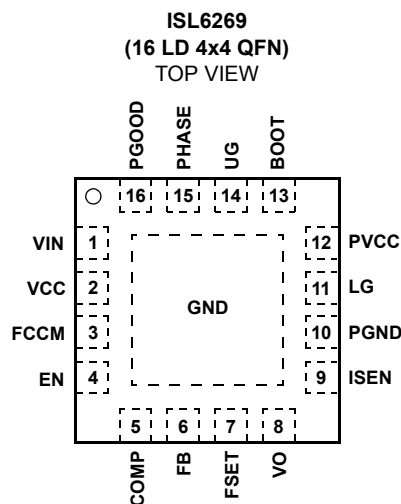 ISL6269
(16 LD 4x4 QFN)
TOP VIEW
PGOOD
PHASE
UG
BOOT
16
15
14
13
VIN
1
12
PVCC
VCC
2
11
LG
GND
FCCM
3
10
PGND
EN
4
9
ISEN
5
6
7
8
COMP
FB
FSET
VO